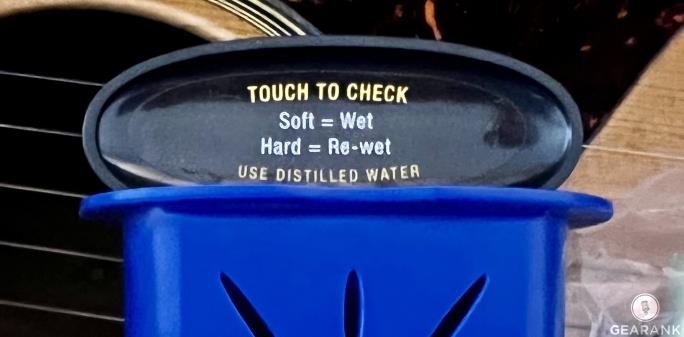 TOUCH TO CHECK
Soft = Wet
Hard = Re-wet
USE DISTILLED WATER
GEARANK